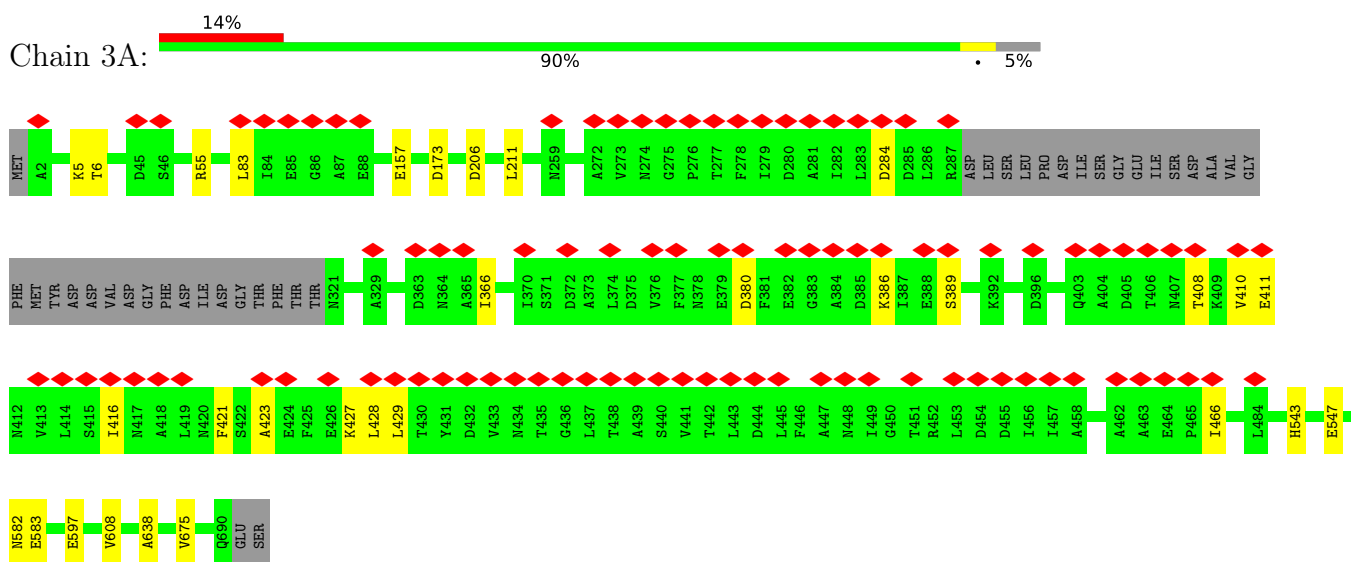 14%
Chain 3A:
90% • 5%
MET A2 K5 T6 D45 S46 R55 L83 I84 E85 G86 A87 E88 E157 D173 D206 L211 N259 A272 V273 N274 G275 P276 T277 F278 I279 D280 A281 I282 L283 D284 D285 L286 R287 ASP LEU SER LEU PRO ASP ILE SER GLY GLU ILE SER ASP ALA VAL GLY
PHE MET TYR ASP ASP VAL ASP GLY PHE ASP ILE ASP GLY THR PHE THR THR N321 A329 D363 N364 A365 I366 I370 S371 D372 A373 L374 D375 V376 F377 N378 E379 D380 F381 E382 G383 A384 D385 K386 I387 E388 S389 K392 D396 Q403 A404 D405 T406 N407 T408 K409 V410 E411
N412 V413 L414 S415 I416 N417 A418 L419 N420 F421 S422 A423 E424 F425 E426 K427 L428 L429 T430 Y431 D432 V433 N434 T435 G436 L437 T438 A439 S440 V441 T442 L443 D444 L445 F446 A447 N448 I449 G450 T451 R452 L453 D454 D455 I456 I457 A458 A462 A463 E464 P465 I466 L484 H543 E547
N582 E583 E597 V608 A638 V675 Q690 GLU SER